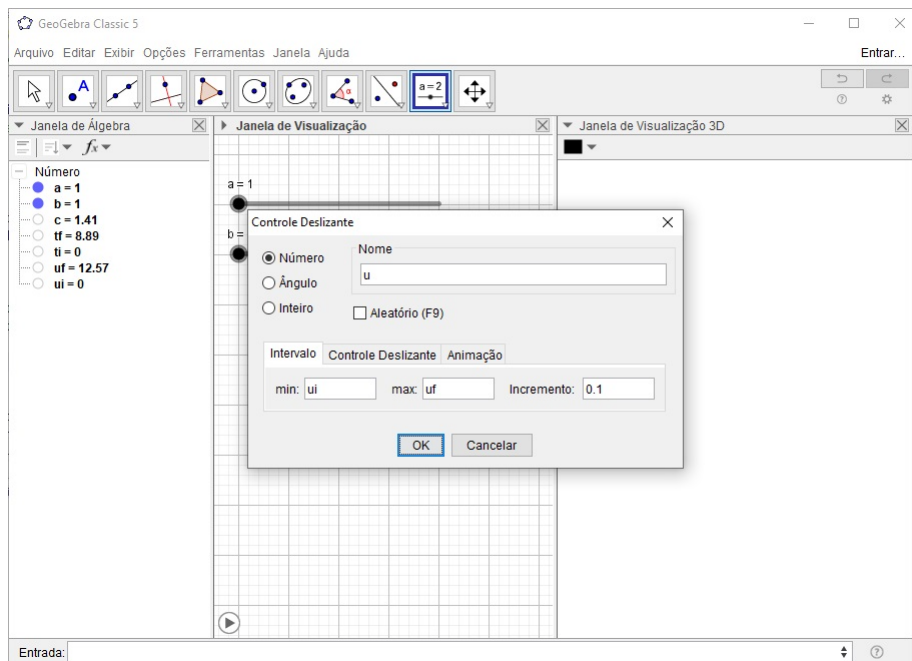 GeoGebra Classic 5
Arquivo Editar Exibir Opções Ferramentas Janela Ajuda
Entrar...
A
α
a=2
Janela de Álgebra
Janela de Visualização
Janela de Visualização 3D
fx
Número
a = 1
b = 1
c = 1.41
tf = 8.89
ti = 0
uf = 12.57
ui = 0
a = 1
b =
Controle Deslizante
Número
Ângulo
Inteiro
Nome
u
Aleatório (F9)
Intervalo Controle Deslizante Animação
min: ui max: uf Incremento: 0.1
OK Cancelar
Entrada: